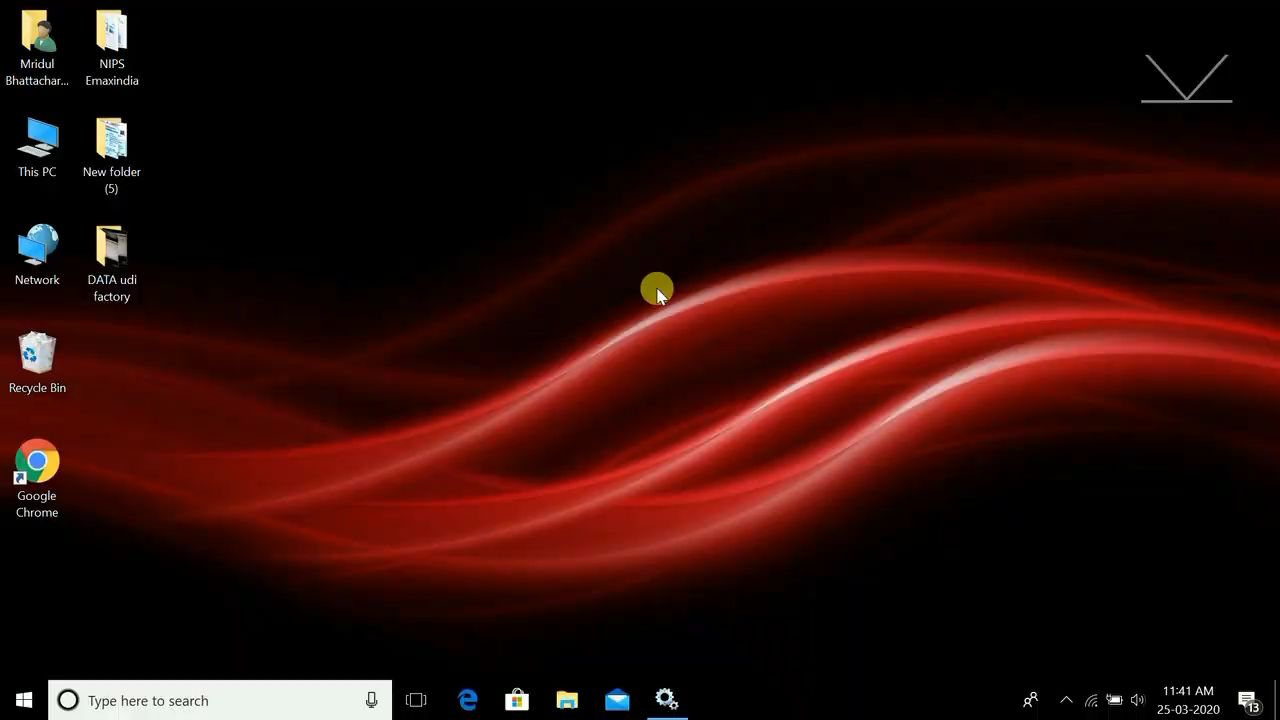 Mridul
Bhattachar...
NIPS
Emaxindia
This PC
New folder
(5)
Network
DATA udi
factory
Recycle Bin
Google
Chrome
Type here to search
11:41 AM
25-03-2020
13